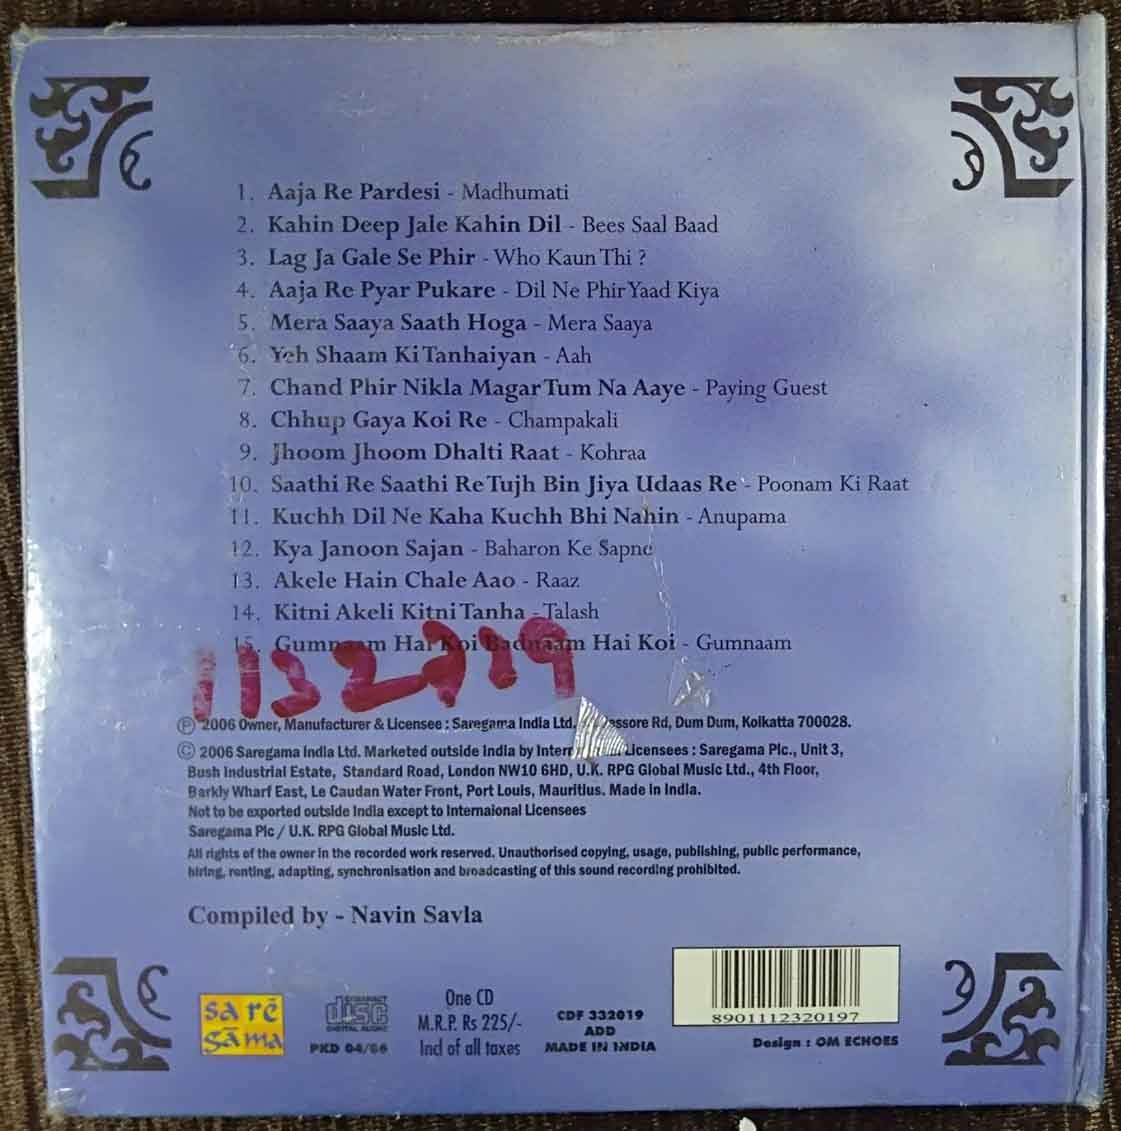 1. Aaja Re Pardesi - Madhumati
2. Kahin Deep Jale Kahin Dil - Bees Saal Baad
3. Lag Ja Gale Se Phir - Who Kaun Thi ?
4. Aaja Re Pyar Pukare - Dil Ne Phir Yaad Kiya
5. Mera Saaya Saath Hoga - Mera Saaya
6. Yeh Shaam Ki Tanhaiyan - Aah
7. Chand Phir Nikla Magar Tum Na Aaye - Paying Guest
8. Chhup Gaya Koi Re - Champakali
9. Jhoom Jhoom Dhalti Raat - Kohraa
10. Saathi Re Saathi Re Tujh Bin Jiya Udaas Re - Poonam Ki Raat
11. Kuchh Dil Ne Kaha Kuchh Bhi Nahin - Anupama
12. Kya Janoon Sajan - Baharon Ke Sapne
13. Akele Hain Chale Aao - Raaz
14. Kitni Akeli Kitni Tanha - Talash
15. Gumnaam Hai Koi Badnaam Hai Koi - Gumnaam
℗ 2006 Owner, Manufacturer & Licensee : Saregama India Ltd. Rd, Dum Dum, Kolkatta 700028.
© 2006 Saregama India Ltd. Marketed outside India by Licensees : Saregama Plc., Unit 3,
Bush Industrial Estate, Standard Road, London NW10 6HD, U.K. RPG Global Music Ltd., 4th Floor,
Barkly Wharf East, Le Caudan Water Front, Port Louis, Mauritius. Made in India.
Not to be exported outside India except to Internaional Licensees
Saregama Plc / U.K. RPG Global Music Ltd.
All rights of the owner in the recorded work reserved. Unauthorised copying, usage, publishing, public performance,
hiring, renting, adapting, synchronisation and broadcasting of this sound recording prohibited.
Compiled by - Navin Savla
sa rē
gāma
COMPACT
disc
DIGITAL AUDIO
PKD 04/06
One CD
M.R.P. Rs 225/-
Incl of all taxes
CDF 332019
ADD
MADE IN INDIA
8901112320197
Design : OM ECHOES